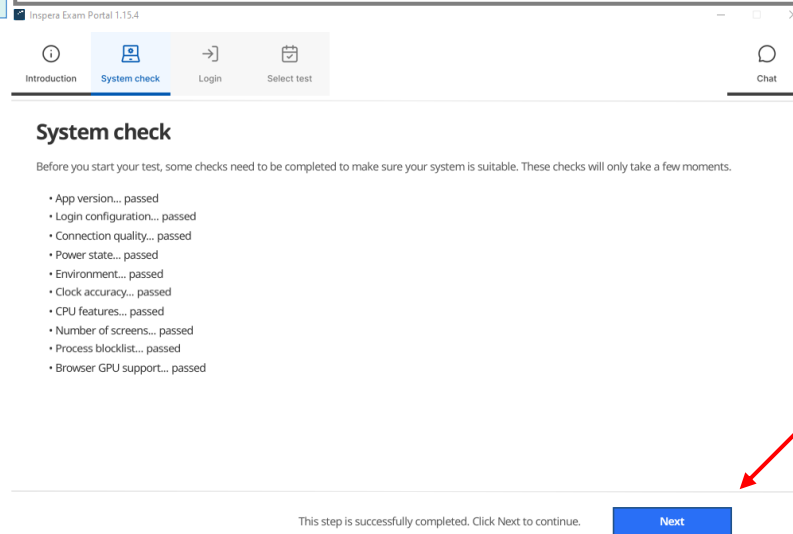 Inspera Exam Portal 1.15.4
Introduction
System check
Login
Select test
Chat
System check
Before you start your test, some checks need to be completed to make sure your system is suitable. These checks will only take a few moments.
• App version... passed
• Login configuration... passed
• Connection quality... passed
• Power state... passed
• Environment... passed
• Clock accuracy... passed
• CPU features... passed
• Number of screens... passed
• Process blocklist... passed
• Browser GPU support... passed
This step is successfully completed. Click Next to continue.
Next